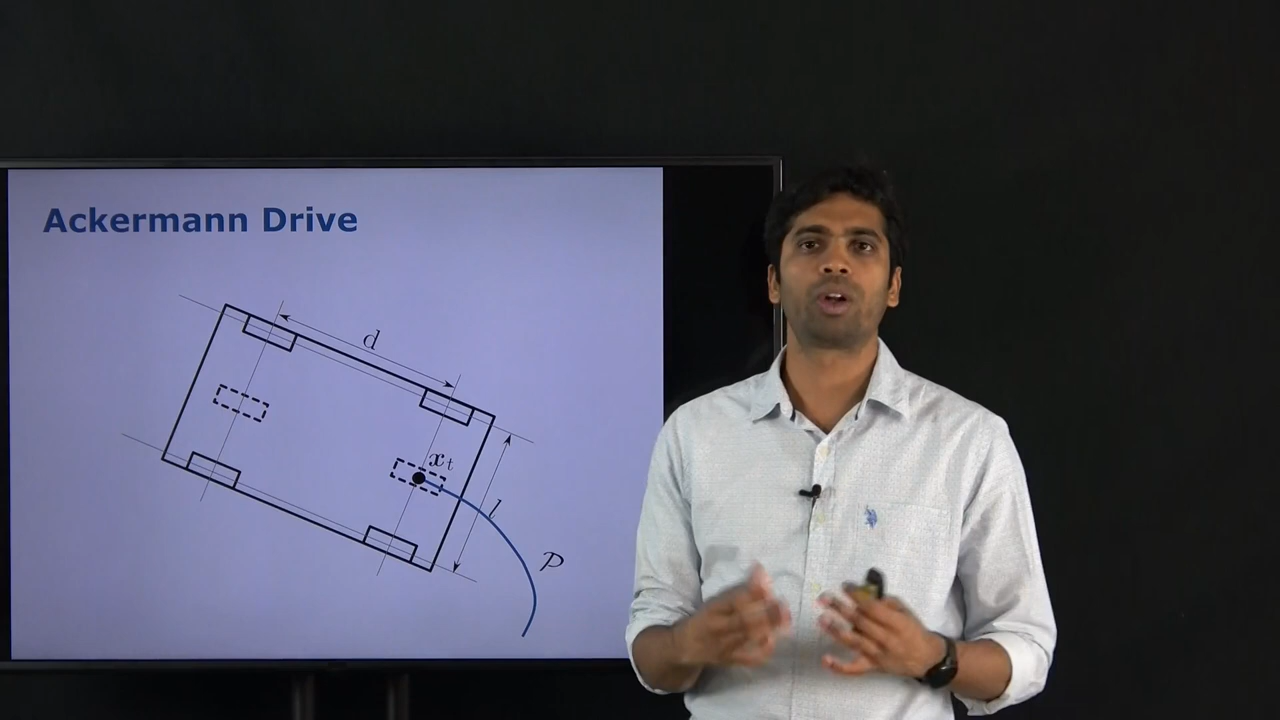 Ackermann Drive
d
x_t
l
𝒫